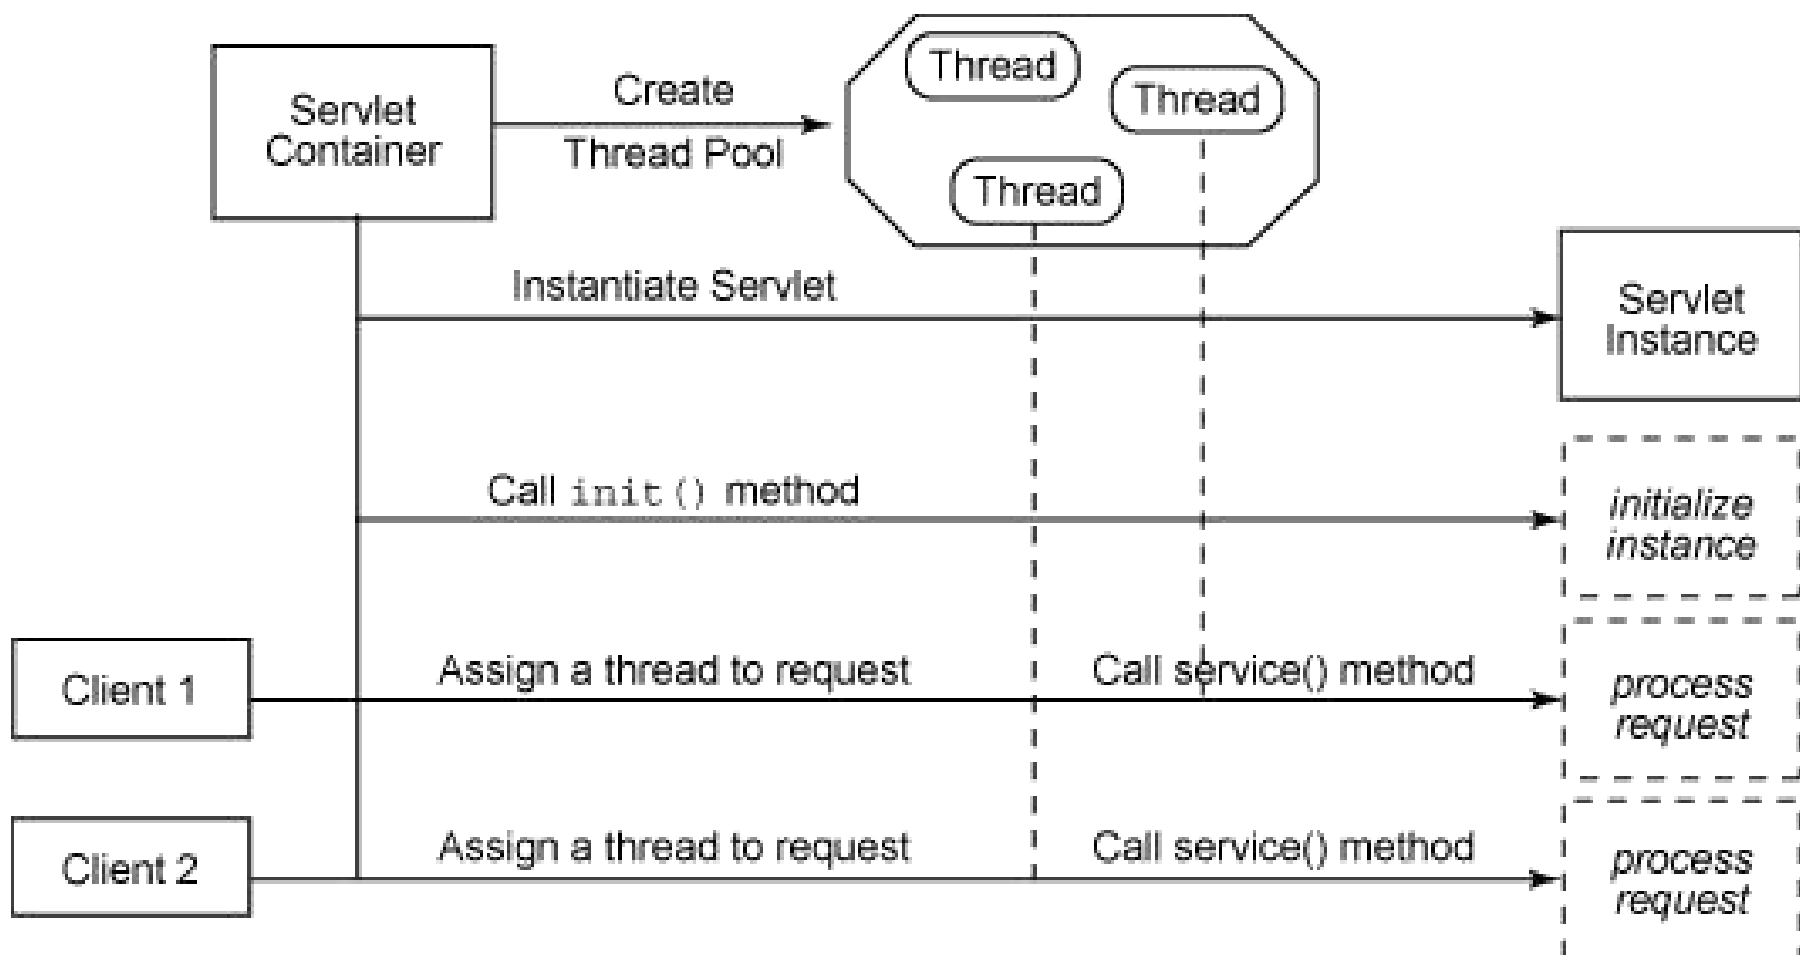 Servlet
Container
Create
Thread Pool
Thread
Thread
Thread
Instantiate Servlet
Servlet
Instance
Call init() method
initialize
instance
Client 1
Assign a thread to request
Call service() method
process
request
Client 2
Assign a thread to request
Call service() method
process
request